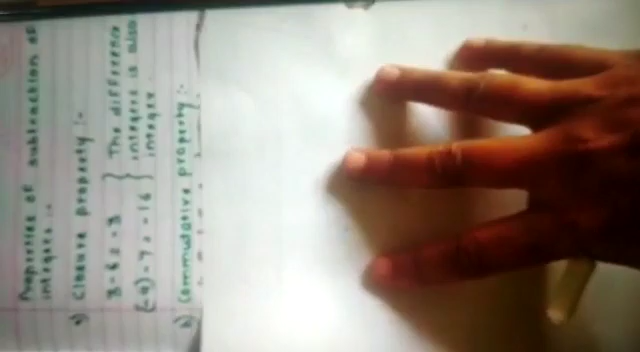 Properties of subtraction of
integers :-
a) Closure property :-
3 - 6 = -3 } The difference
(-9) - 7 = -16 } integers is also
integer.
b) Commutative property :-